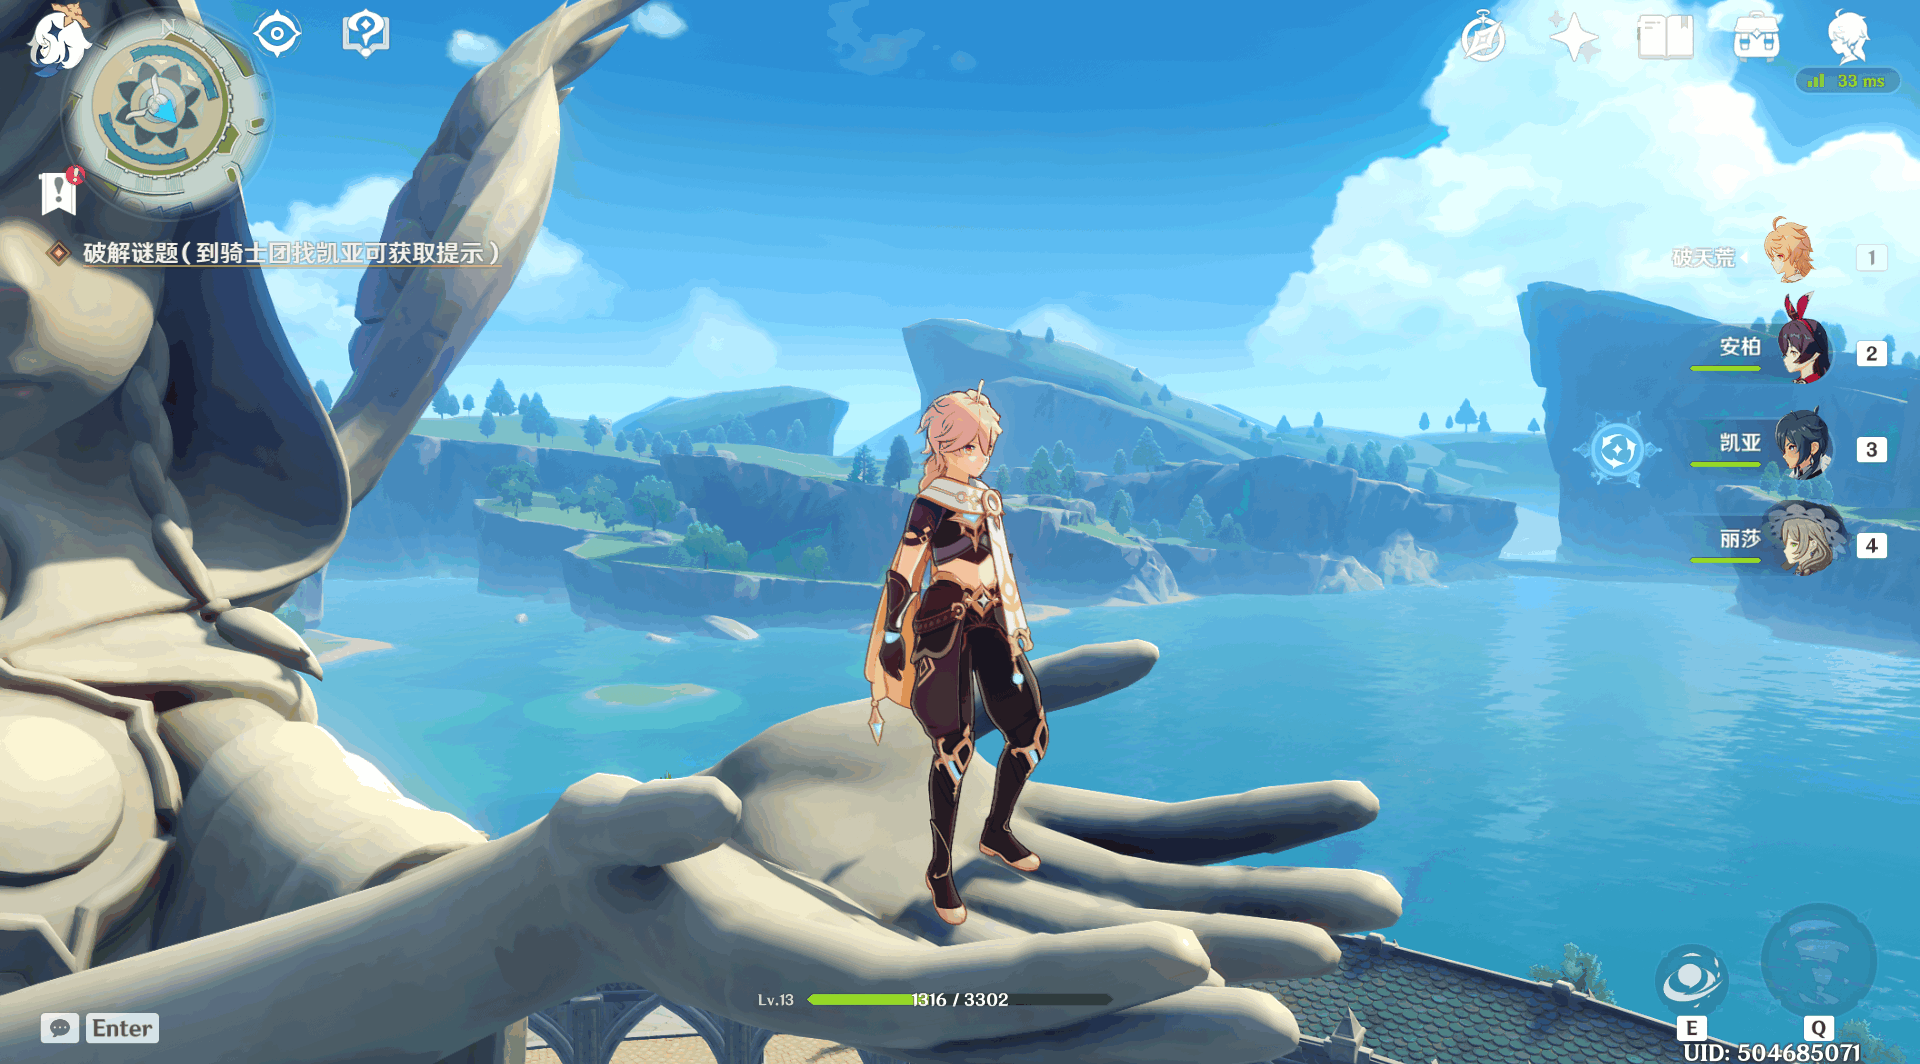 N
33 ms
破解谜题(到骑士团找凯亚可获取提示)
破天荒
1
安柏
2
凯亚
3
丽莎
4
Lv.13
1316 / 3302
Enter
E
Q
UID: 504685071